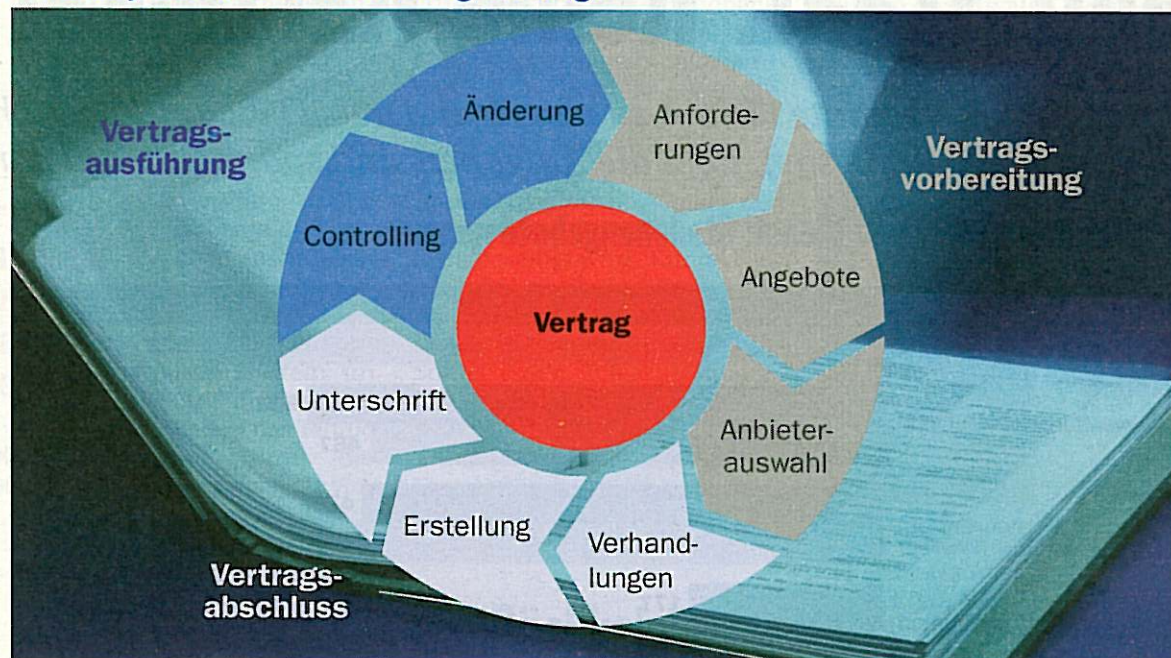 Vertrags-
ausführung
Vertrags-
vorbereitung
Vertrags-
abschluss
Änderung
Anforde-
rungen
Angebote
Anbieter-
auswahl
Verhand-
lungen
Erstellung
Unterschrift
Controlling
Vertrag